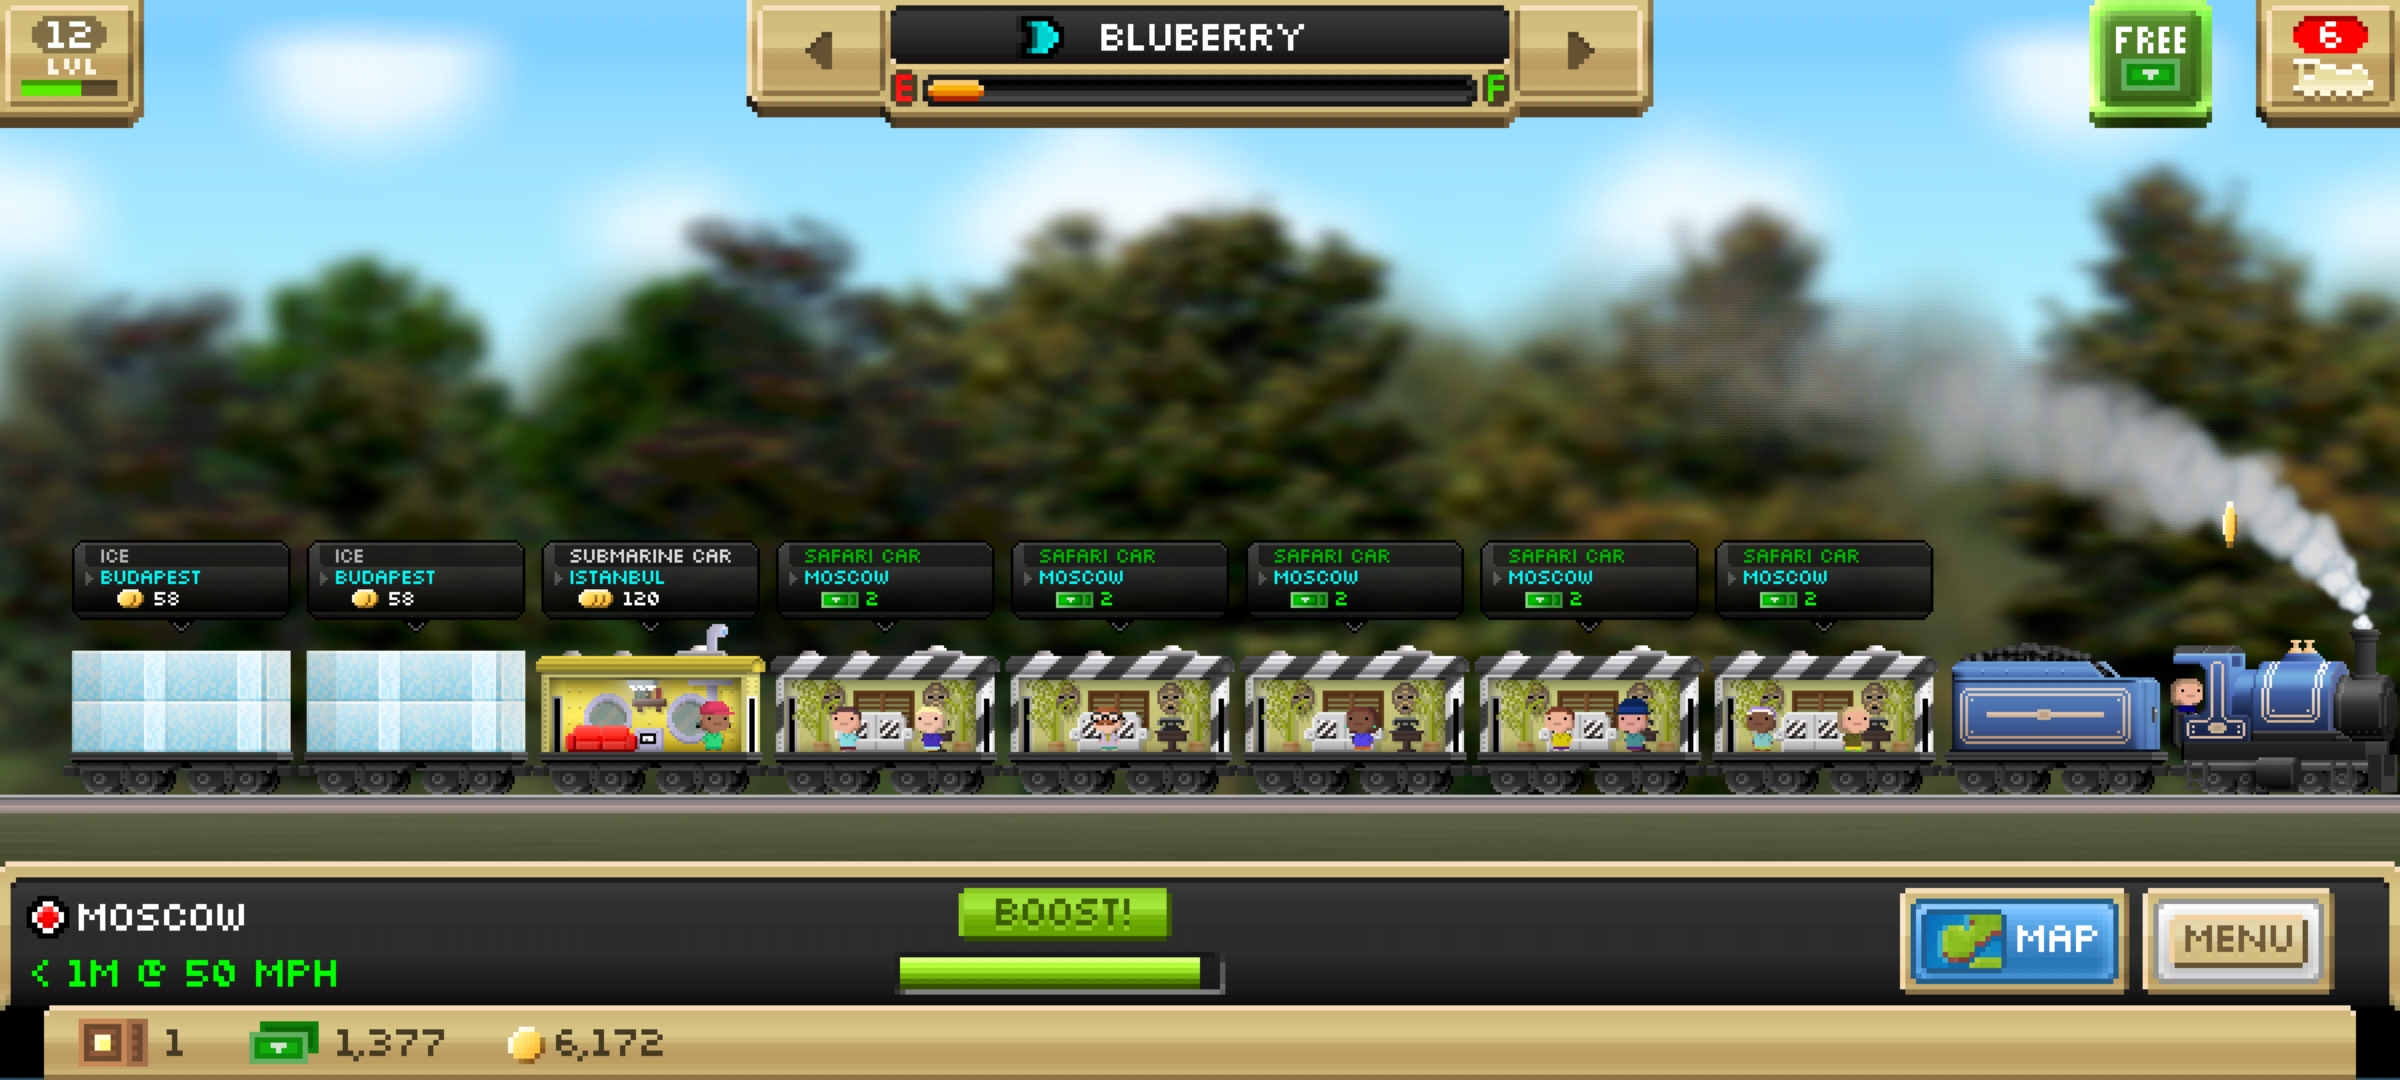 12
LVL
BLUBERRY
E F
FREE
6
ICE
BUDAPEST
58
ICE
BUDAPEST
58
SUBMARINE CAR
ISTANBUL
120
SAFARI CAR
MOSCOW
2
SAFARI CAR
MOSCOW
2
SAFARI CAR
MOSCOW
2
SAFARI CAR
MOSCOW
2
SAFARI CAR
MOSCOW
2
MOSCOW
< 1M @ 50 MPH
BOOST!
MAP
MENU
1 1,377 6,172